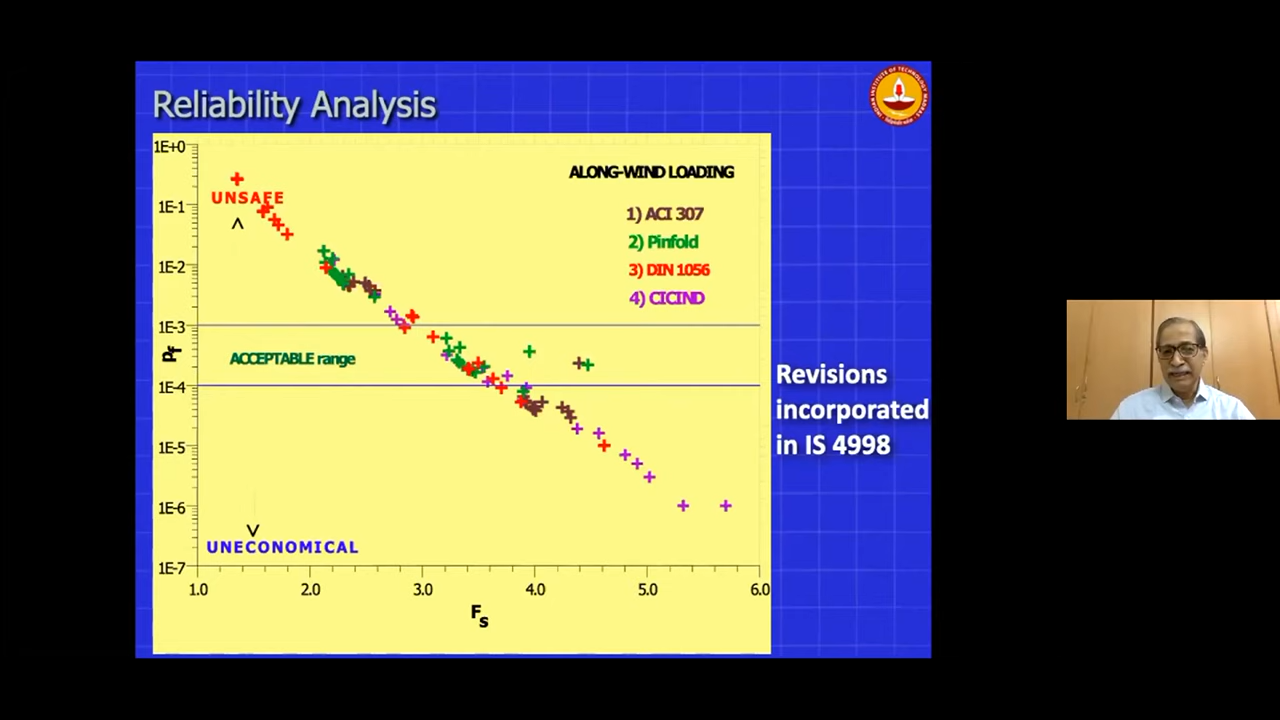 Reliability Analysis
1E+0
1E-1
1E-2
1E-3
1E-4
1E-5
1E-6
1E-7
Pf
UNSAFE
ACCEPTABLE range
UNECONOMICAL
ALONG-WIND LOADING
1) ACI 307
2) Pinfold
3) DIN 1056
4) CICIND
1.0 2.0 3.0 4.0 5.0 6.0
Fs
Revisions
incorporated
in IS 4998